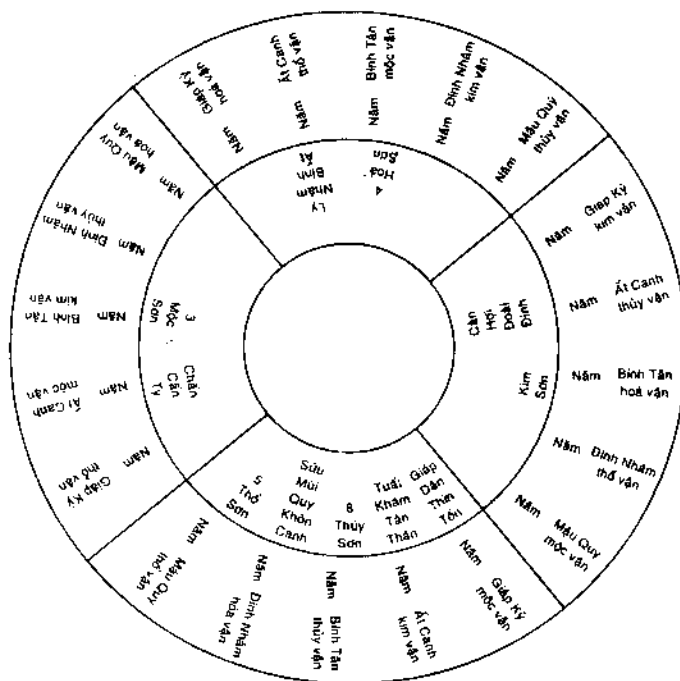 Năm Giáp Kỷ
hoả vận
Năm Ất Canh
thổ vận
Năm Bính Tân
mộc vận
Năm Đinh Nhâm
kim vận
Năm Mậu Quý
thủy vận
Năm Giáp Kỷ
kim vận
Năm Ất Canh
thủy vận
Năm Bính Tân
hoả vận
Năm Đinh Nhâm
thổ vận
Năm Mậu Quý
mộc vận
Năm Giáp Kỷ
mộc vận
Năm Ất Canh
kim vận
Năm Bính Tân
thủy vận
Năm Đinh Nhâm
hỏa vận
Năm Mậu Quý
thổ vận
Năm Giáp Kỷ
thổ vận
Năm Ất Canh
mộc vận
Năm Bính Tân
kim vận
Năm Đinh Nhâm
thủy vận
Năm Mậu Quý
hoả vận
4
Hoả
Sơn
Lý
Nhâm
Bính
Ất
Càn
Hợi
Đoài
Đinh
Kim
Sơn
Tuất Giáp
Khảm Dần
Tân Thìn
Thân Tốn
8
Thủy
Sơn
Sửu
Mùi
Quý
Khôn
Canh
5
Thổ
Sơn
3
Mộc
Sơn
Chấn
Cấn
Tỵ